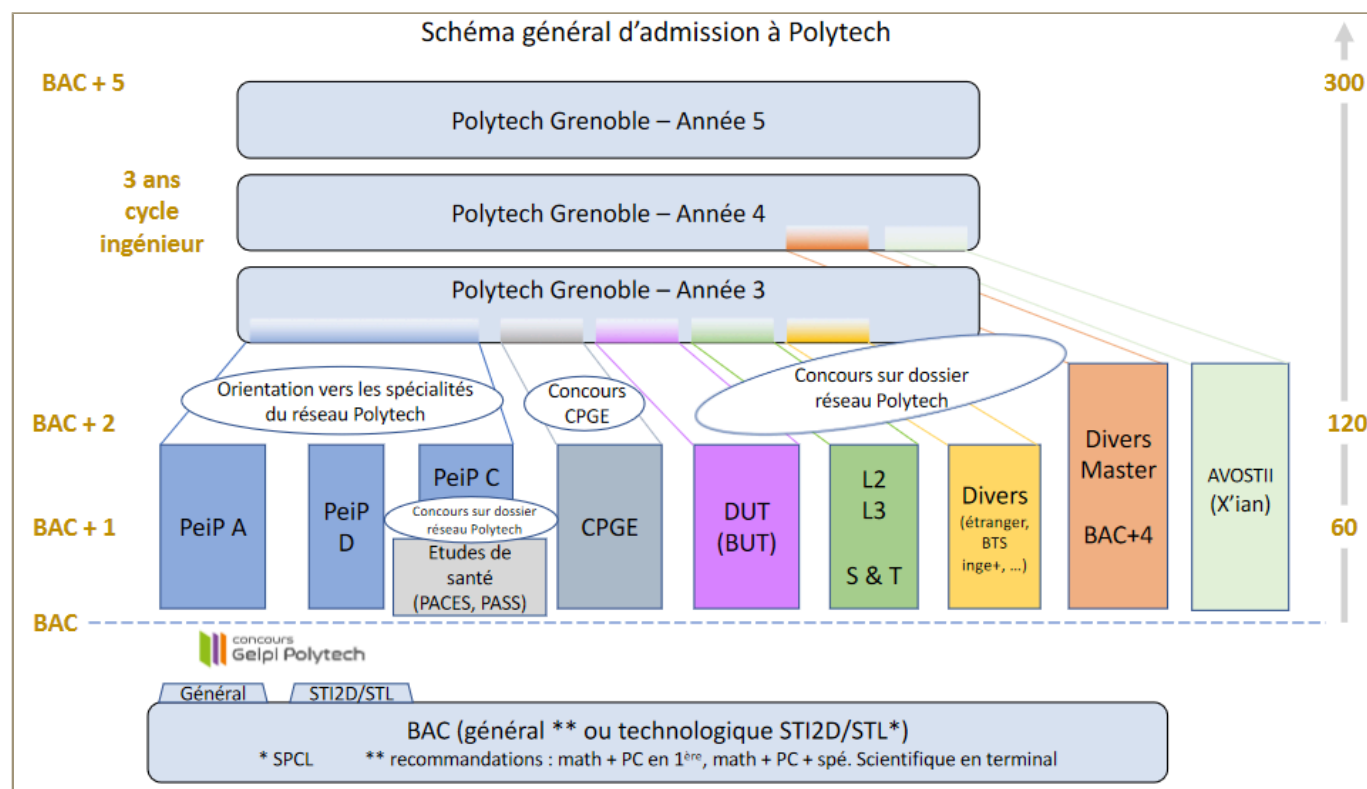 Schéma général d’admission à Polytech
BAC + 5
300
Polytech Grenoble – Année 5
3 ans
cycle
ingénieur
Polytech Grenoble – Année 4
Polytech Grenoble – Année 3
Orientation vers les spécialités
du réseau Polytech
Concours
CPGE
Concours sur dossier
réseau Polytech
BAC + 2
120
BAC + 1
60
PeiP A
PeiP
D
PeiP C
Concours sur dossier
réseau Polytech
Etudes de
santé
(PACES, PASS)
CPGE
DUT
(BUT)
L2
L3
S & T
Divers
(étranger,
BTS
inge+, ...)
Divers
Master
BAC+4
AVOSTII
(X’ian)
BAC
concours
GeIPI Polytech
Général
STI2D/STL
BAC (général ** ou technologique STI2D/STL*)
* SPCL ** recommandations : math + PC en 1ère, math + PC + spé. Scientifique en terminal